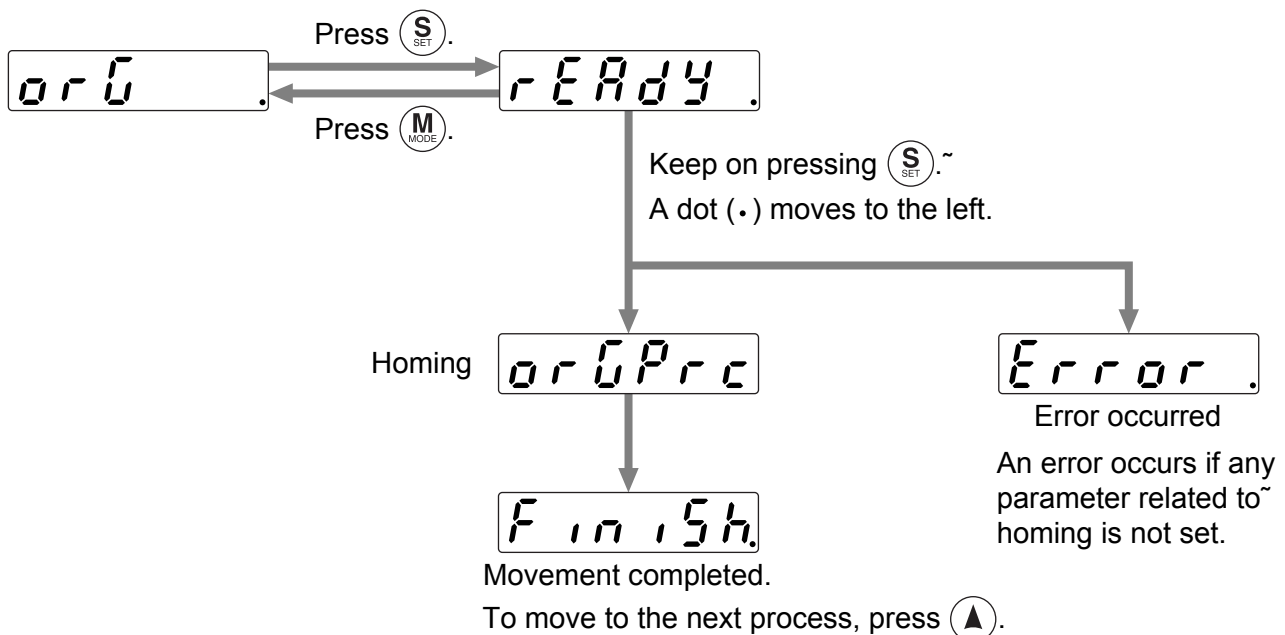 Press S SET.
orG .
rEAdY.
Press M MODE.
Keep on pressing S SET.˜
A dot (.) moves to the left.
Homing
orGPrc
Error .
Error occurred
An error occurs if any
parameter related to˜
homing is not set.
FiniSh.
Movement completed.
To move to the next process, press ▲.